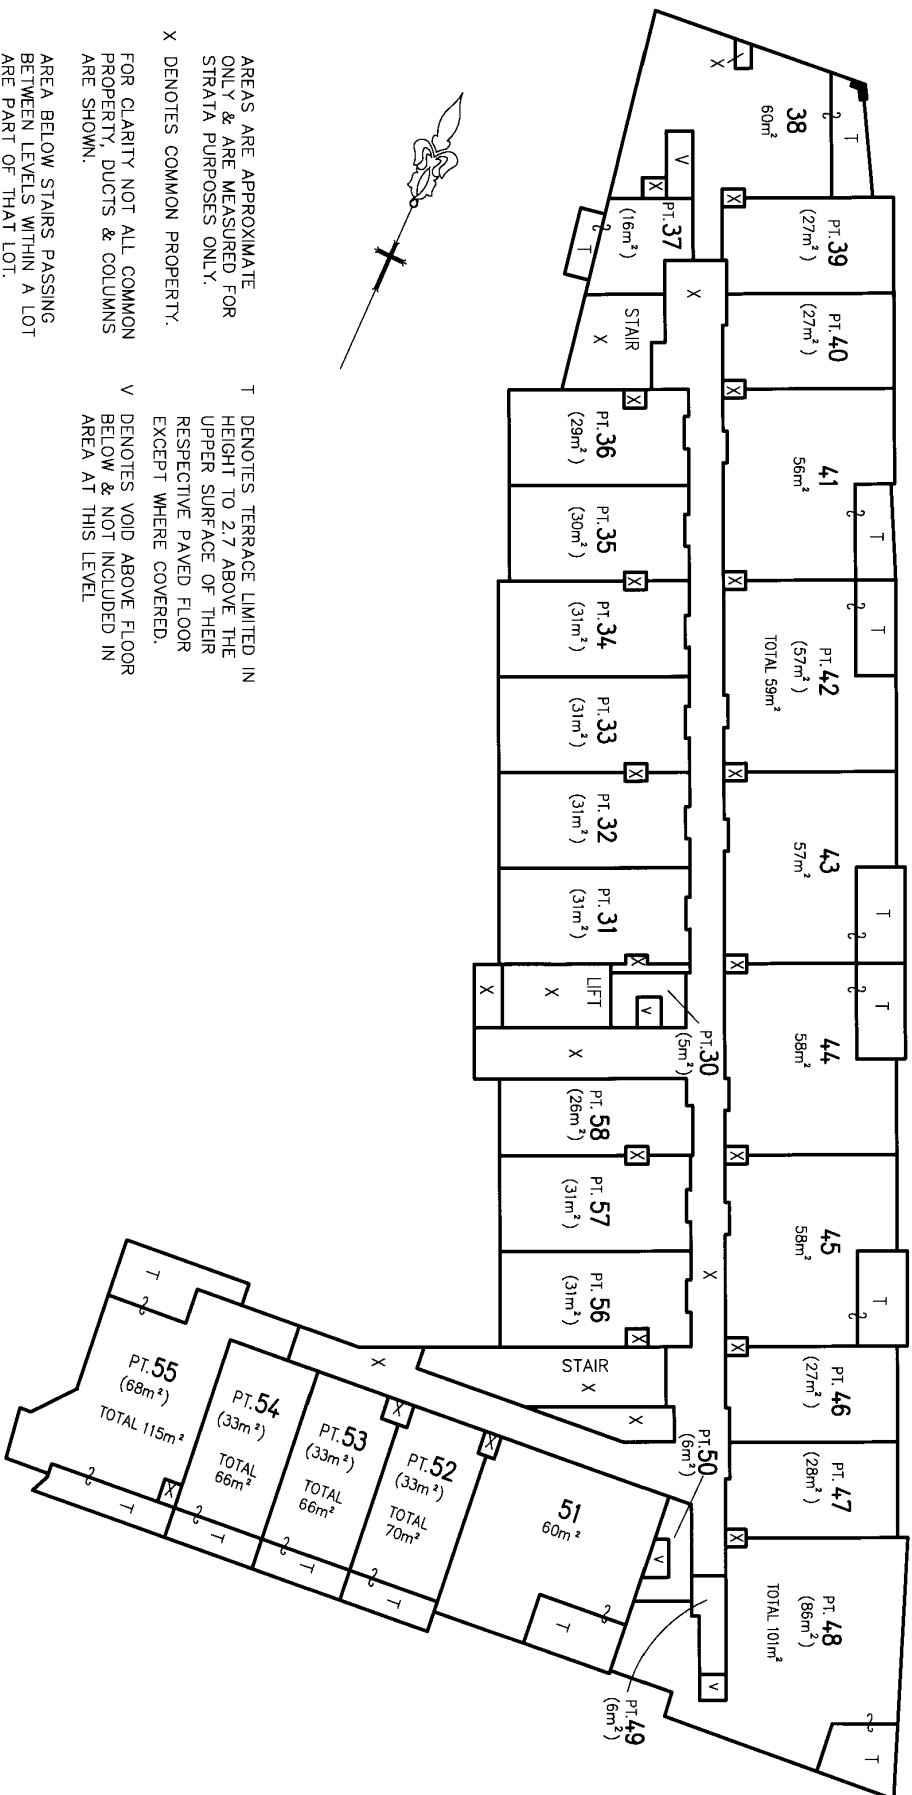 X
38
60m²
T
V
X
PT.37
(16m²)
T
X
PT.39
(27m²)
X
STAIR
X
PT.40
(27m²)
X
X
PT.36
(29m²)
41
56m²
T
PT.35
(30m²)
X
X
T
PT.34
(31m²)
PT.42
(57m²)
TOTAL 59m²
PT.33
(31m²)
X
X
PT.32
(31m²)
43
57m²
T
PT.31
(31m²)
X
X
X
X
LIFT
V
PT.30
(5m²)
X
44
58m²
T
PT.58
(26m²)
X
X
PT.57
(31m²)
45
58m²
T
PT.56
(31m²)
X
X
X
STAIR
X
X
X
PT.46
(27m²)
PT.47
(28m²)
X
PT.48
(86m²)
TOTAL 101m²
T
V
PT.49
(6m²)
PT.50
(6m²)
V
51
60m²
T
X
PT.52
(33m²)
TOTAL
70m²
T
X
PT.53
(33m²)
TOTAL
66m²
T
PT.54
(33m²)
TOTAL
66m²
T
X
PT.55
(68m²)
TOTAL 115m²
T
T
AREAS ARE APPROXIMATE
ONLY & ARE MEASURED FOR
STRATA PURPOSES ONLY.
X DENOTES COMMON PROPERTY.
FOR CLARITY NOT ALL COMMON
PROPERTY, DUCTS & COLUMNS
ARE SHOWN.
AREA BELOW STAIRS PASSING
BETWEEN LEVELS WITHIN A LOT
ARE PART OF THAT LOT.
T DENOTES TERRACE LIMITED IN
HEIGHT TO 2.7 ABOVE THE
UPPER SURFACE OF THEIR
RESPECTIVE PAVED FLOOR
EXCEPT WHERE COVERED.
V DENOTES VOID ABOVE FLOOR
BELOW & NOT INCLUDED IN
AREA AT THIS LEVEL